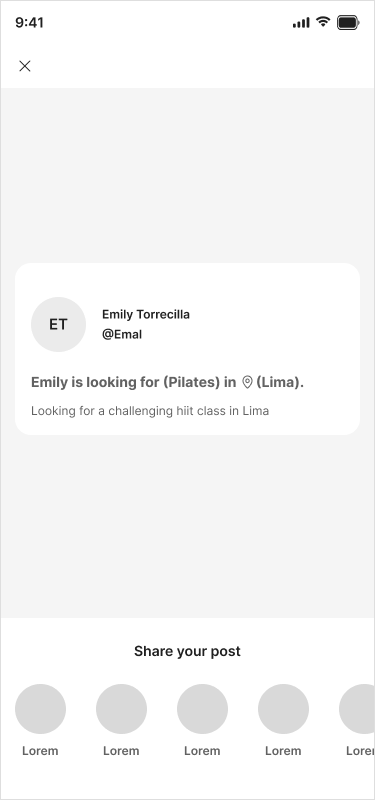 9:41
ET
Emily Torrecilla
@Emal
Emily is looking for (Pilates) in (Lima).
Looking for a challenging hiit class in Lima
Share your post
Lorem Lorem Lorem Lorem Lorer